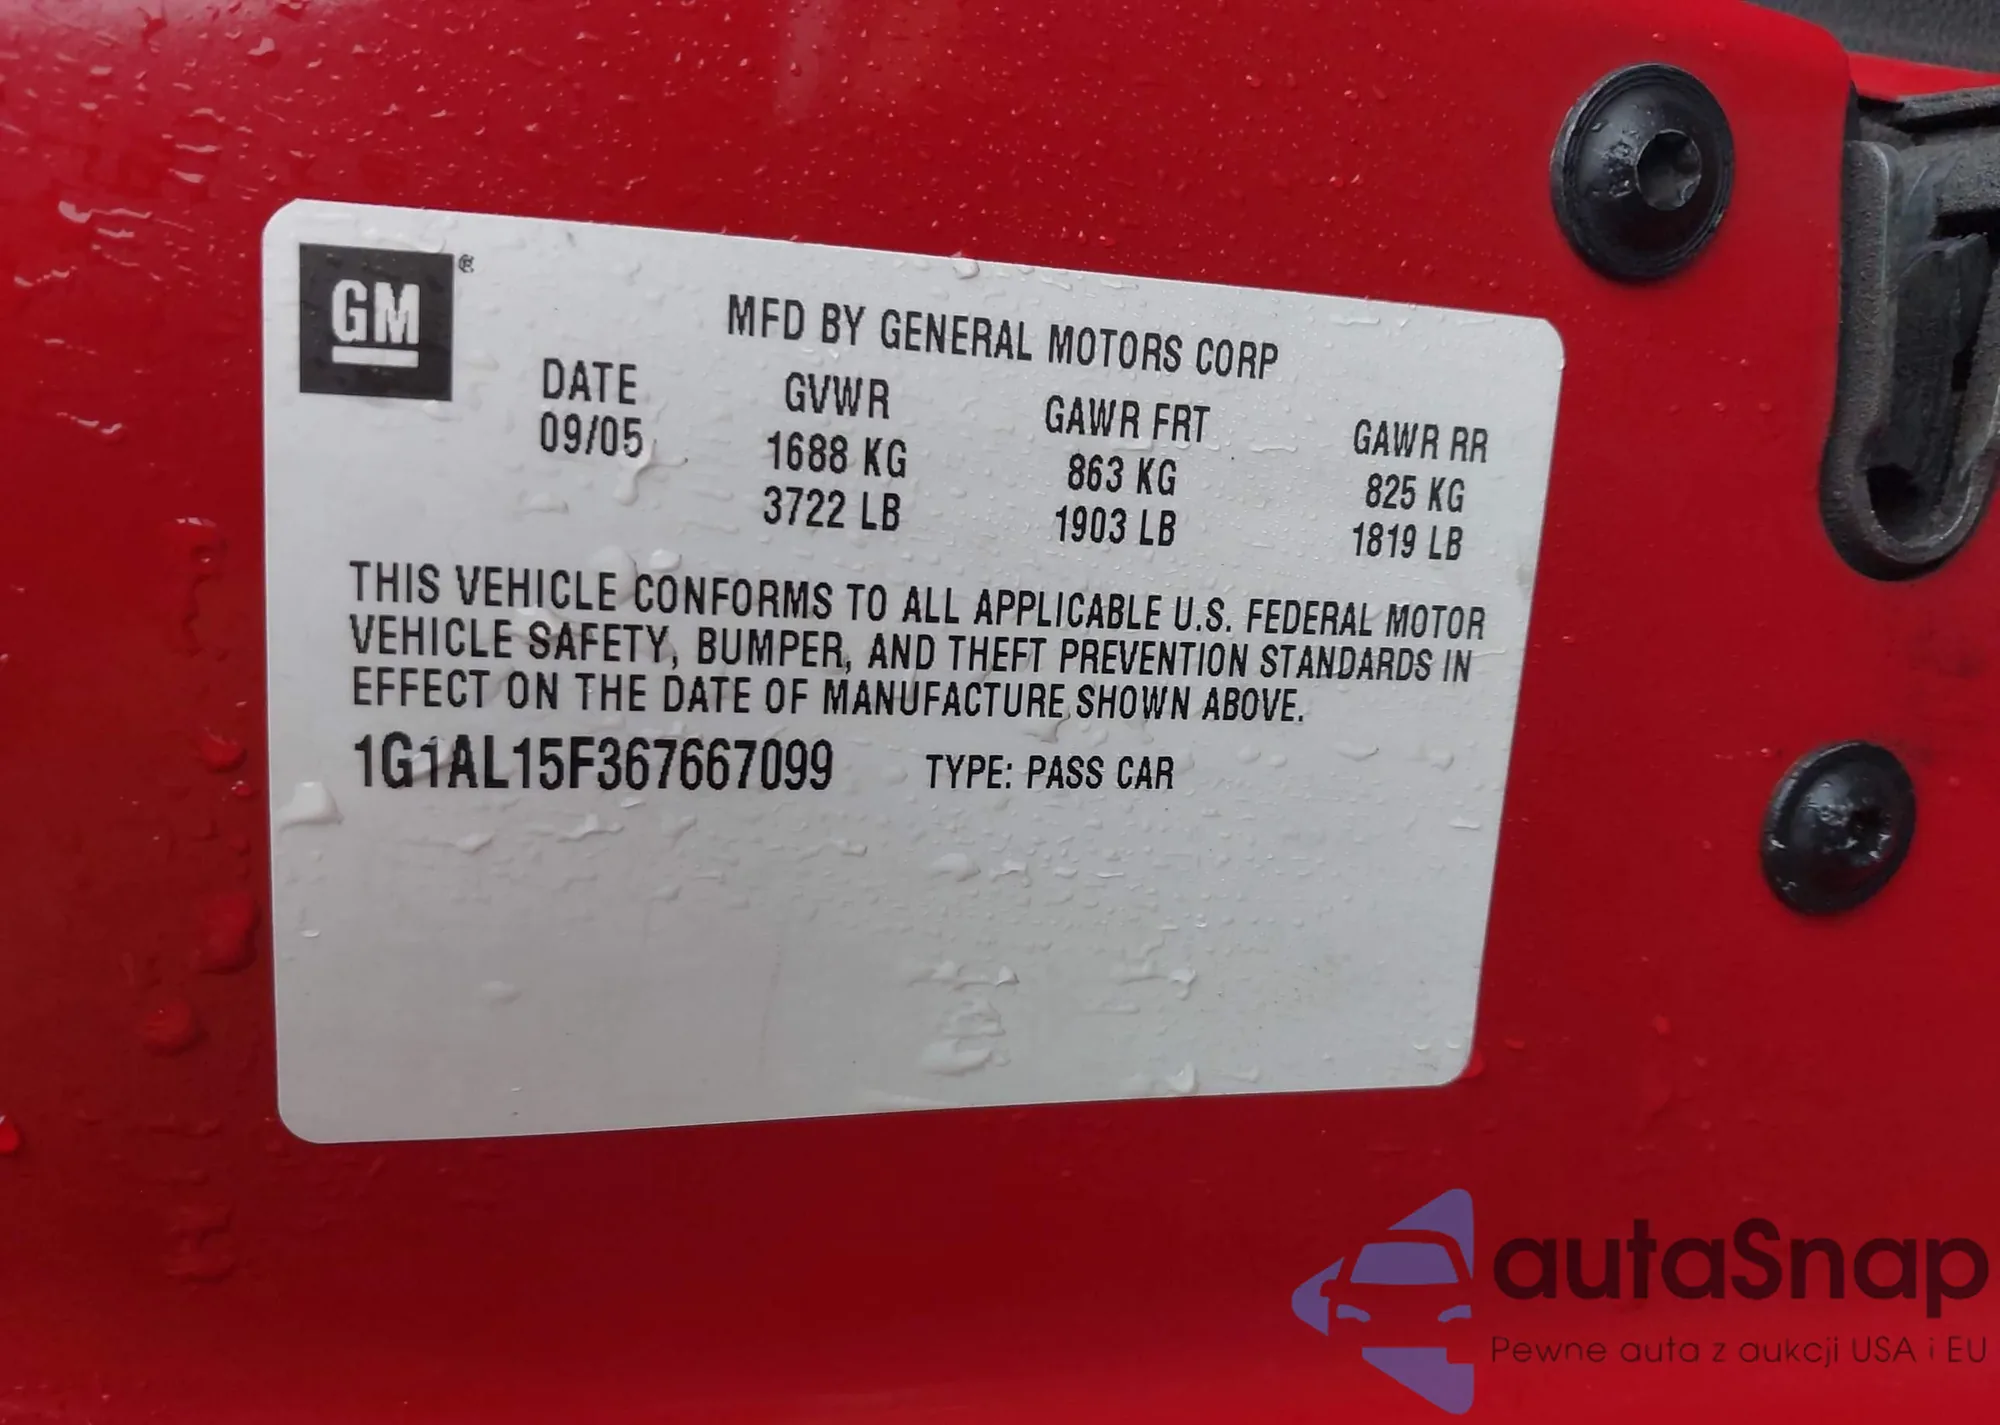 GM
MFD BY GENERAL MOTORS CORP
DATE GVWR GAWR FRT GAWR RR
09/05 1688 KG 863 KG 825 KG
3722 LB 1903 LB 1819 LB
THIS VEHICLE CONFORMS TO ALL APPLICABLE U.S. FEDERAL MOTOR
VEHICLE SAFETY, BUMPER, AND THEFT PREVENTION STANDARDS IN
EFFECT ON THE DATE OF MANUFACTURE SHOWN ABOVE.
1G1AL15F367667099 TYPE: PASS CAR
autaSnap
Pewne auta z aukcji USA i EU